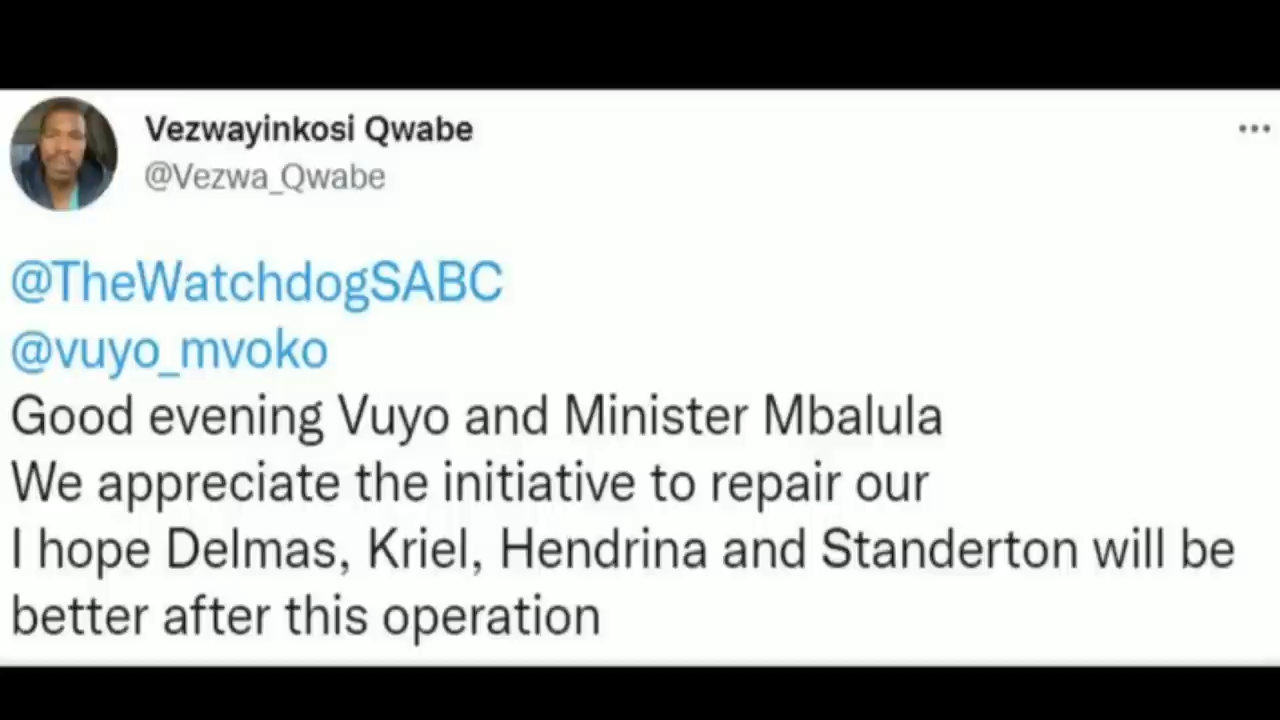 Vezwayinkosi Qwabe
@Vezwa_Qwabe
@TheWatchdogSABC
@vuyo_mvoko
Good evening Vuyo and Minister Mbalula
We appreciate the initiative to repair our
I hope Delmas, Kriel, Hendrina and Standerton will be
better after this operation